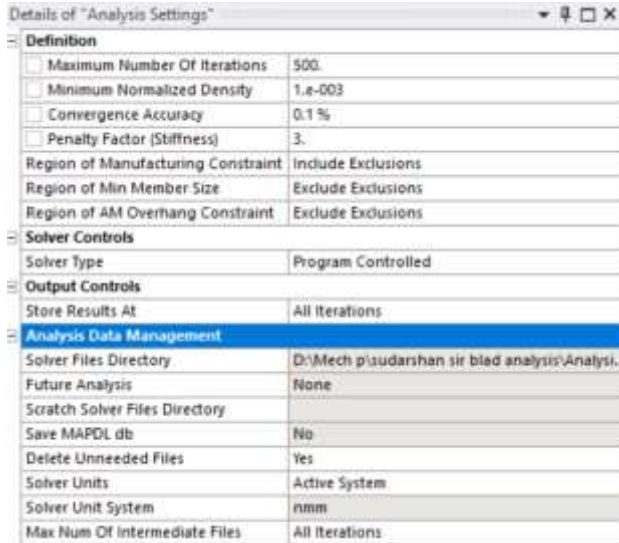 Details of "Analysis Settings"
Definition
Maximum Number Of Iterations 500.
Minimum Normalized Density 1.e-003
Convergence Accuracy 0.1 %
Penalty Factor (Stiffness) 3.
Region of Manufacturing Constraint Include Exclusions
Region of Min Member Size Exclude Exclusions
Region of AM Overhang Constraint Exclude Exclusions
Solver Controls
Solver Type Program Controlled
Output Controls
Store Results At All Iterations
Analysis Data Management
Solver Files Directory D:\Mech p\sudarshan sir blad analysis\Analysi.
Future Analysis None
Scratch Solver Files Directory
Save MAPDL db No
Delete Unneeded Files Yes
Solver Units Active System
Solver Unit System nmm
Max Num Of Intermediate Files All Iterations